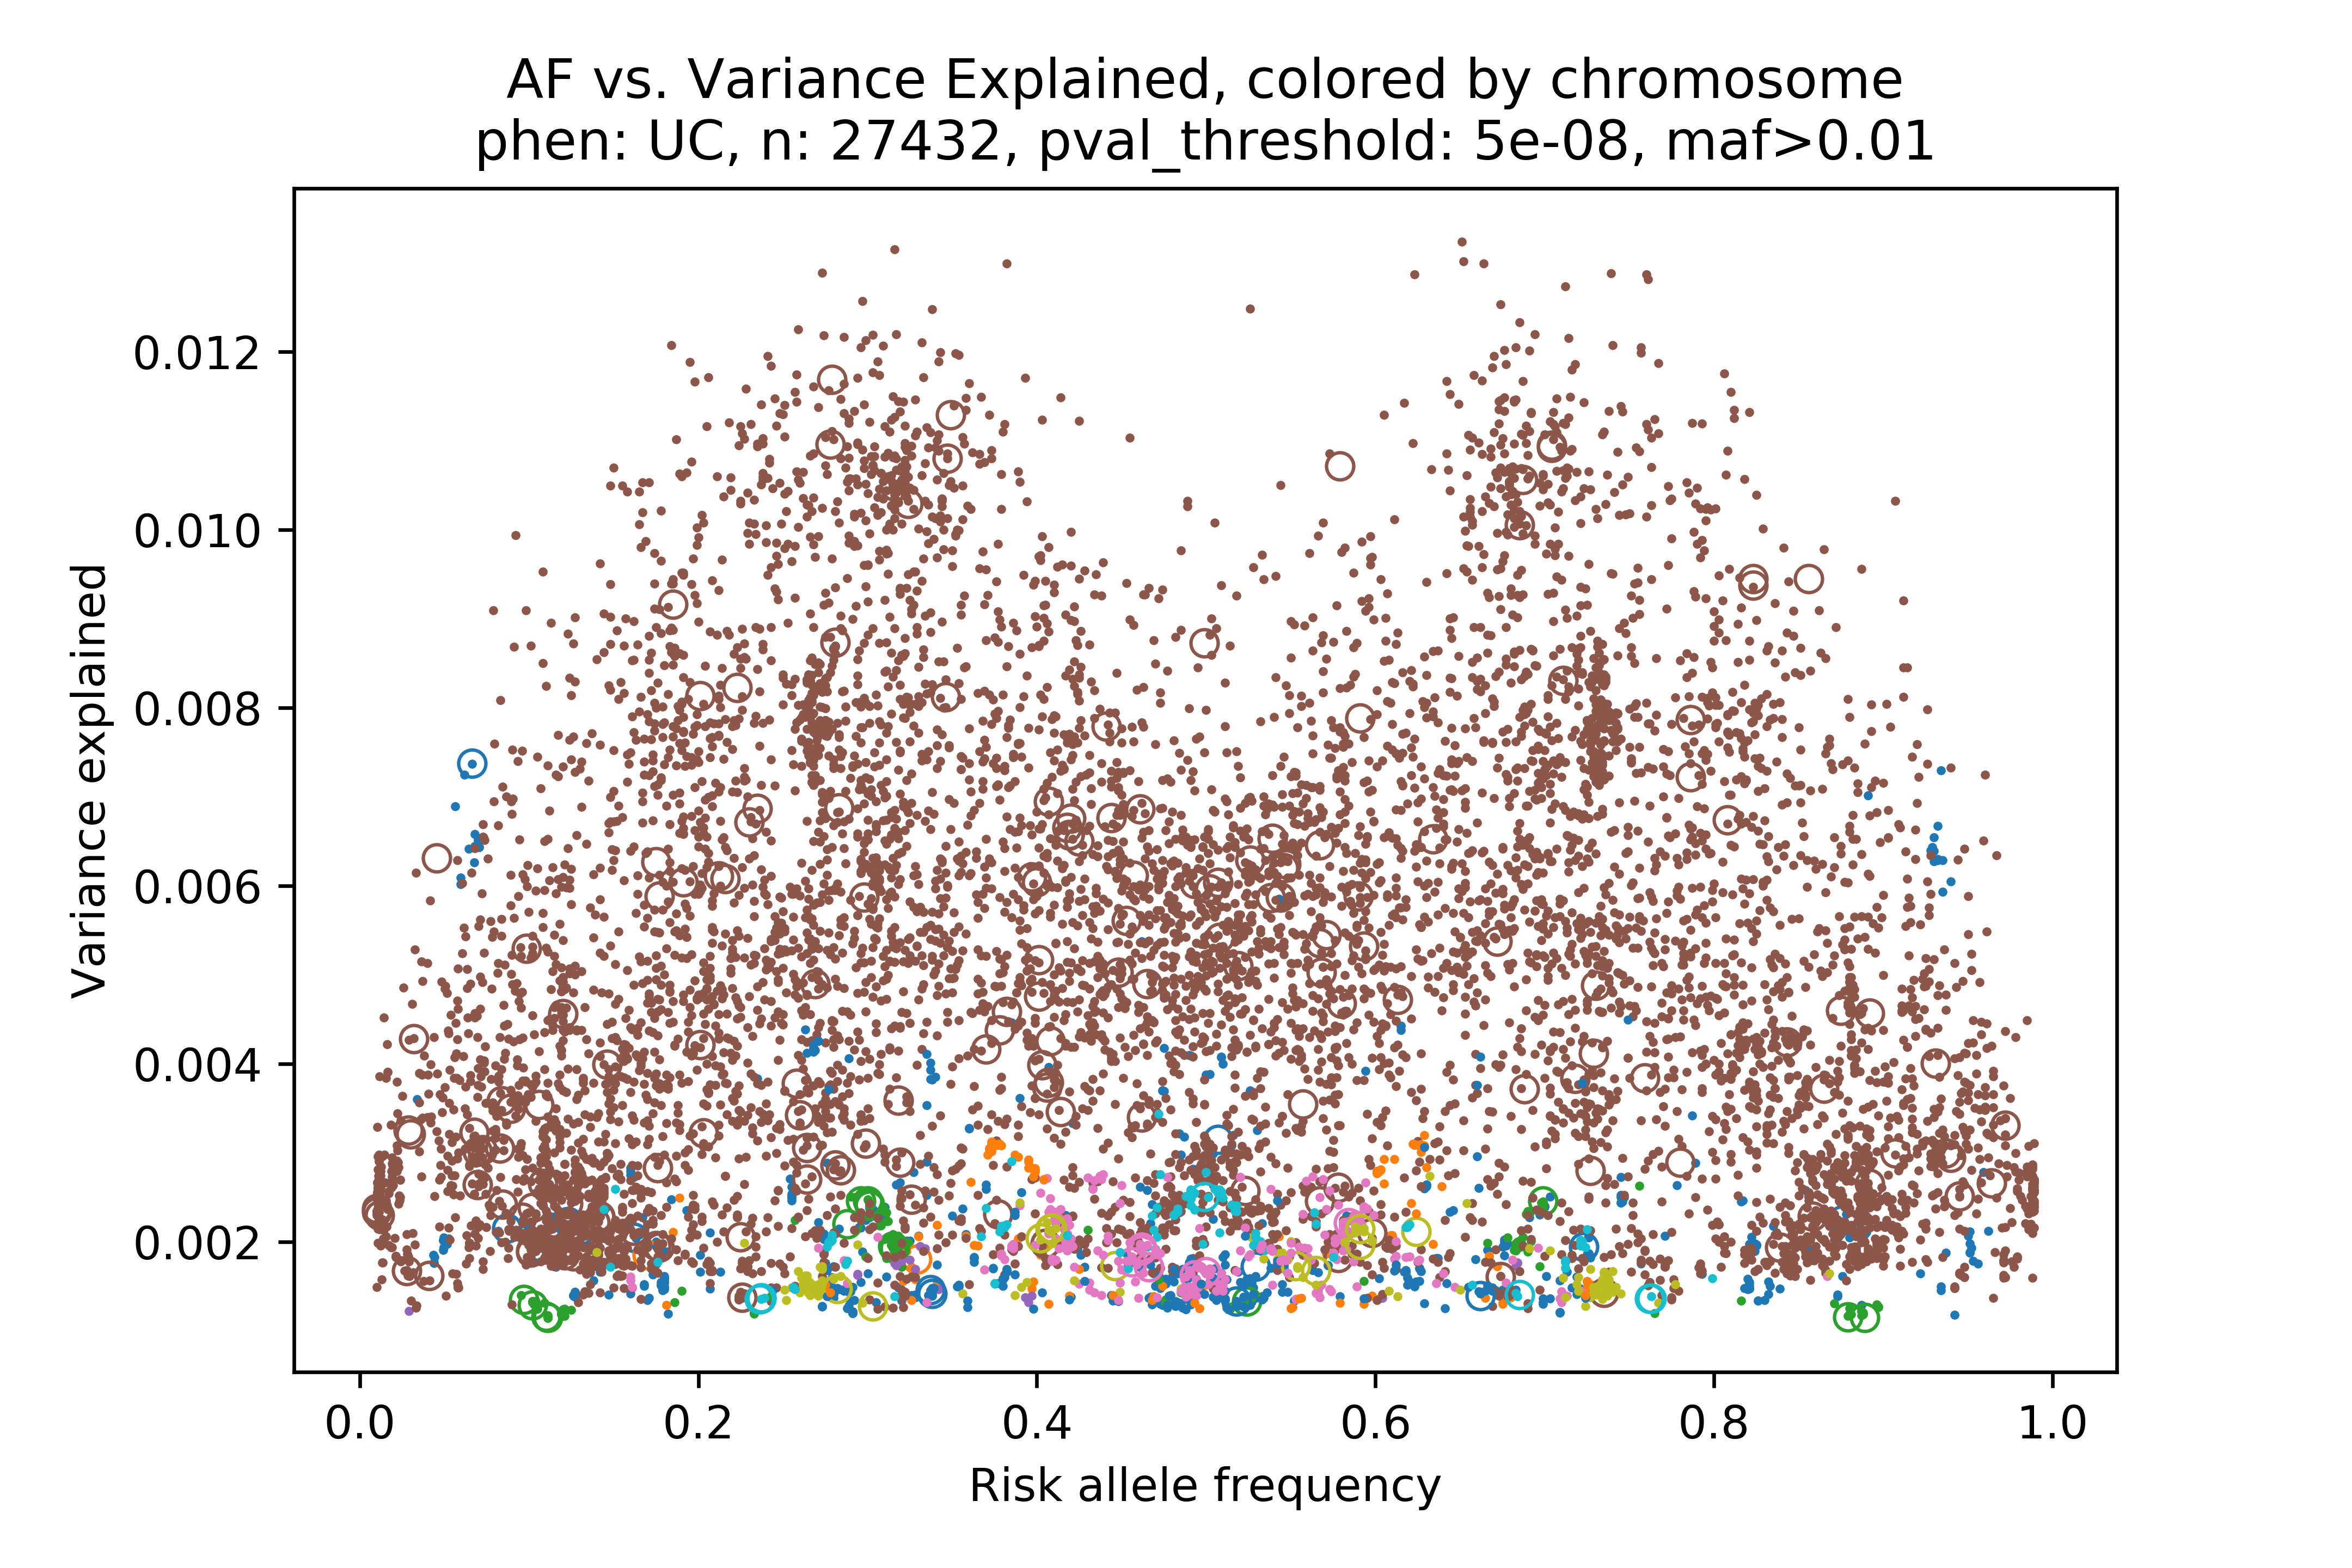 AF vs. Variance Explained, colored by chromosome
phen: UC, n: 27432, pval_threshold: 5e-08, maf>0.01
0.012
0.010
0.008
0.006
0.004
0.002
Variance explained
0.0 0.2 0.4 0.6 0.8 1.0
Risk allele frequency